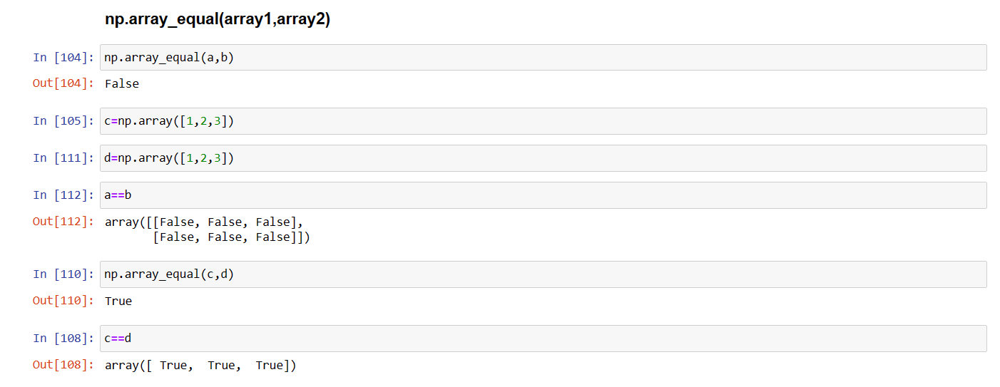 np.array_equal(array1,array2)
In [104]: np.array_equal(a,b)
Out[104]: False
In [105]: c=np.array([1,2,3])
In [111]: d=np.array([1,2,3])
In [112]: a==b
Out[112]: array([[False, False, False],
[False, False, False]])
In [110]: np.array_equal(c,d)
Out[110]: True
In [108]: c==d
Out[108]: array([ True,  True,  True])